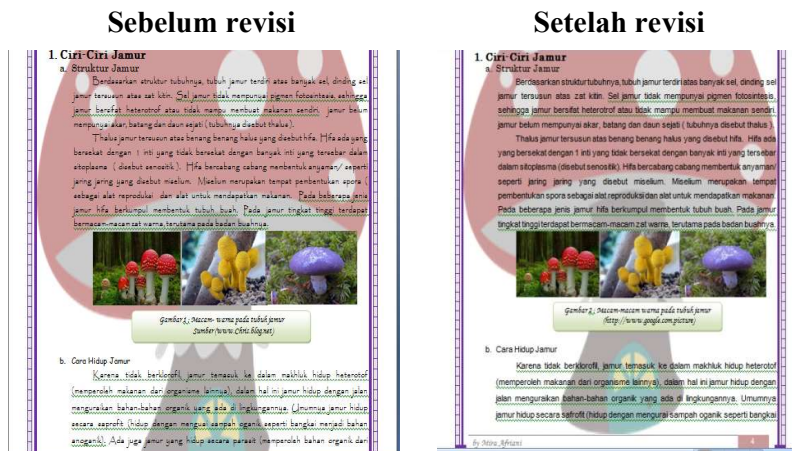 Sebelum revisi
1. Ciri-Ciri Jamur
a. Struktur Jamur
Berdasarkan struktur tubuhnya, tubuh jamur terdiri atas banyak sel, dinding sel
jamur tersusun atas zat kitin. Sel jamur tidak mempunyai pigmen fotosintesis, sehingga
jamur bersifat heterotrof atau tidak mampu membuat makanan sendiri. jamur belum
mempunyai akar, batang dan daun sejati ( tubuhnya disebut thalus ).
Thalus jamur tersusun atas benang benang halus yang disebut hifa. Hifa ada yang
bersekat dengan 1 inti yang tidak bersekat dengan banyak inti yang tersebar dalam
sitoplasma ( disebut senositik ). Hifa bercabang cabang membentuk anyaman/ seperti
jaring jaring yang disebut miselium. Miselium merupakan tempat pembentukan spora (
sebagai alat reproduksi dan alat untuk mendapatkan makanan. Pada beberapa jenis
jamur hifa berkumpul membentuk tubuh buah. Pada jamur tingkat tinggi terdapat
bermacam-macam zat warna, terutama pada badan buahnya.
Gambar 1 : Macam- warna pada tubuh jamur
Sumber (www.Chris.blog.net)
b. Cara Hidup Jamur
Karena tidak berklorofil, jamur temasuk ke dalam makhluk hidup heterotof
(memperoleh makanan dari organisme lainnya), dalam hal ini jamur hidup dengan jalan
menguraikan bahan-bahan organik yang ada di lingkungannya. Umumnya jamur hidup
secara saprofit (hidup dengan mengurai sampah oganik seperti bangkai menjadi bahan
anoganik). Ada juga jamur yang hidup secara parasit (memperoleh bahan organik dari
Setelah revisi
1. Ciri-Ciri Jamur
a. Struktur Jamur
Berdasarkan struktur tubuhnya, tubuh jamur terdiri atas banyak sel, dinding sel
jamur tersusun atas zat kitin. Sel jamur tidak mempunyai pigmen fotosintesis,
sehingga jamur bersifat heterotrof atau tidak mampu membuat makanan sendiri.
jamur belum mempunyai akar, batang dan daun sejati ( tubuhnya disebut thalus ).
Thalus jamur tersusun atas benang benang halus yang disebut hifa. Hifa ada
yang bersekat dengan 1 inti yang tidak bersekat dengan banyak inti yang tersebar
dalam sitoplasma (disebut senositik). Hifa bercabang cabang membentuk anyaman/
seperti jaring jaring yang disebut miselium. Miselium merupakan tempat
pembentukan spora sebagai alat reproduksi dan alat untuk mendapatkan makanan.
Pada beberapa jenis jamur hifa berkumpul membentuk tubuh buah. Pada jamur
tingkat tinggi terdapat bermacam-macam zat warna, terutama pada badan buahnya.
Gambar 2 : Macam-macam warna pada tubuh jamur
(http://www.google.com.picture)
b. Cara Hidup Jamur
Karena tidak berklorofil, jamur temasuk ke dalam makhluk hidup heterotof
(memperoleh makanan dari organisme lainnya), dalam hal ini jamur hidup dengan
jalan menguraikan bahan-bahan organik yang ada di lingkungannya. Umumnya
jamur hidup secara safrofit (hidup dengan mengurai sampah oganik seperti bangkai
by Mira Afriani
4